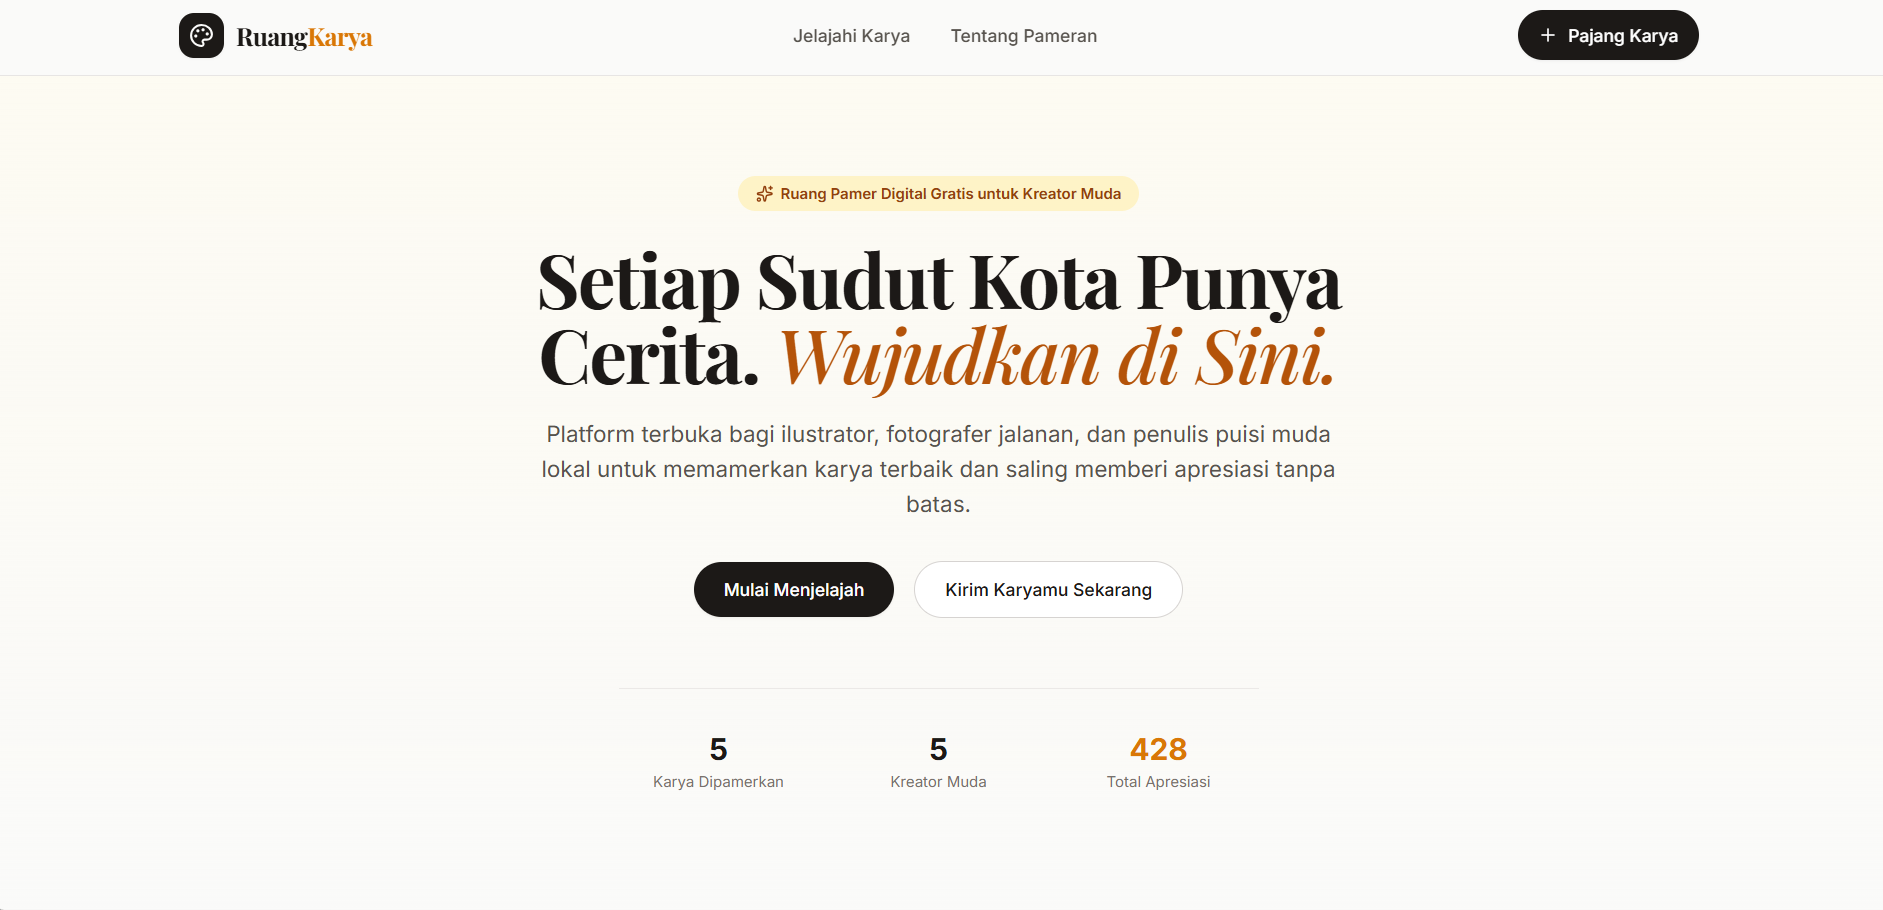 RuangKarya
Jelajahi Karya
Tentang Pameran
Pajang Karya
Ruang Pamer Digital Gratis untuk Kreator Muda
Setiap Sudut Kota Punya
Cerita. Wujudkan di Sini.
Platform terbuka bagi ilustrator, fotografer jalanan, dan penulis puisi muda
lokal untuk memamerkan karya terbaik dan saling memberi apresiasi tanpa
batas.
Mulai Menjelajah
Kirim Karyamu Sekarang
5
Karya Dipamerkan
5
Kreator Muda
428
Total Apresiasi